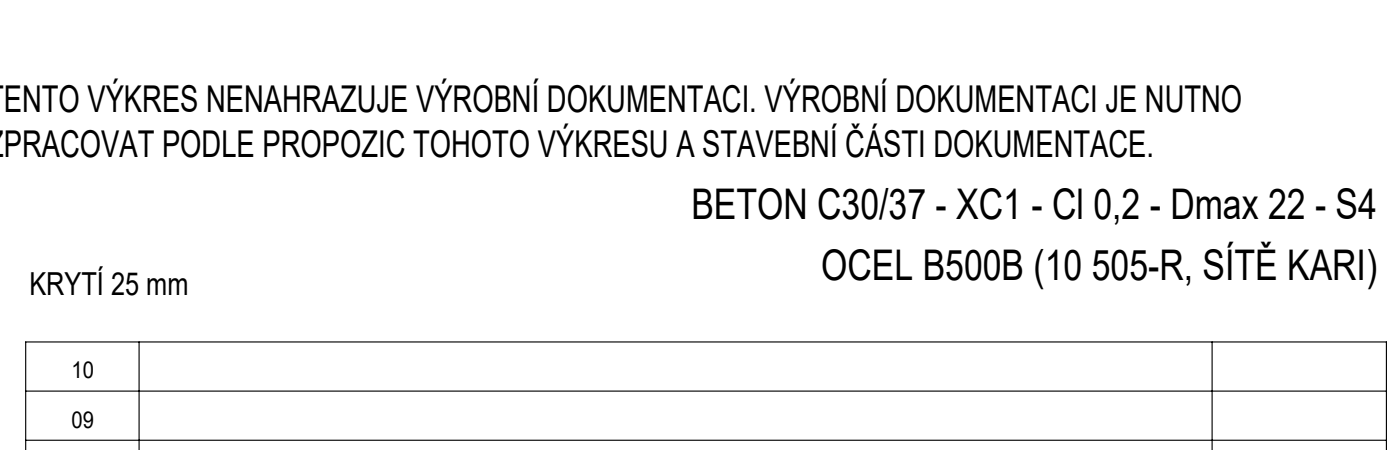 TENTO VÝKRES NENAHRAZUJE VÝROBNÍ DOKUMENTACI. VÝROBNÍ DOKUMENTACI JE NUTNO
ZPRACOVAT PODLE PROPOZIC TOHOTO VÝKRESU A STAVEBNÍ ČÁSTI DOKUMENTACE.
BETON C30/37 - XC1 - Cl 0,2 - Dmax 22 - S4
OCEL B500B (10 505-R, SÍTĚ KARI)
KRYTÍ 25 mm
10
09